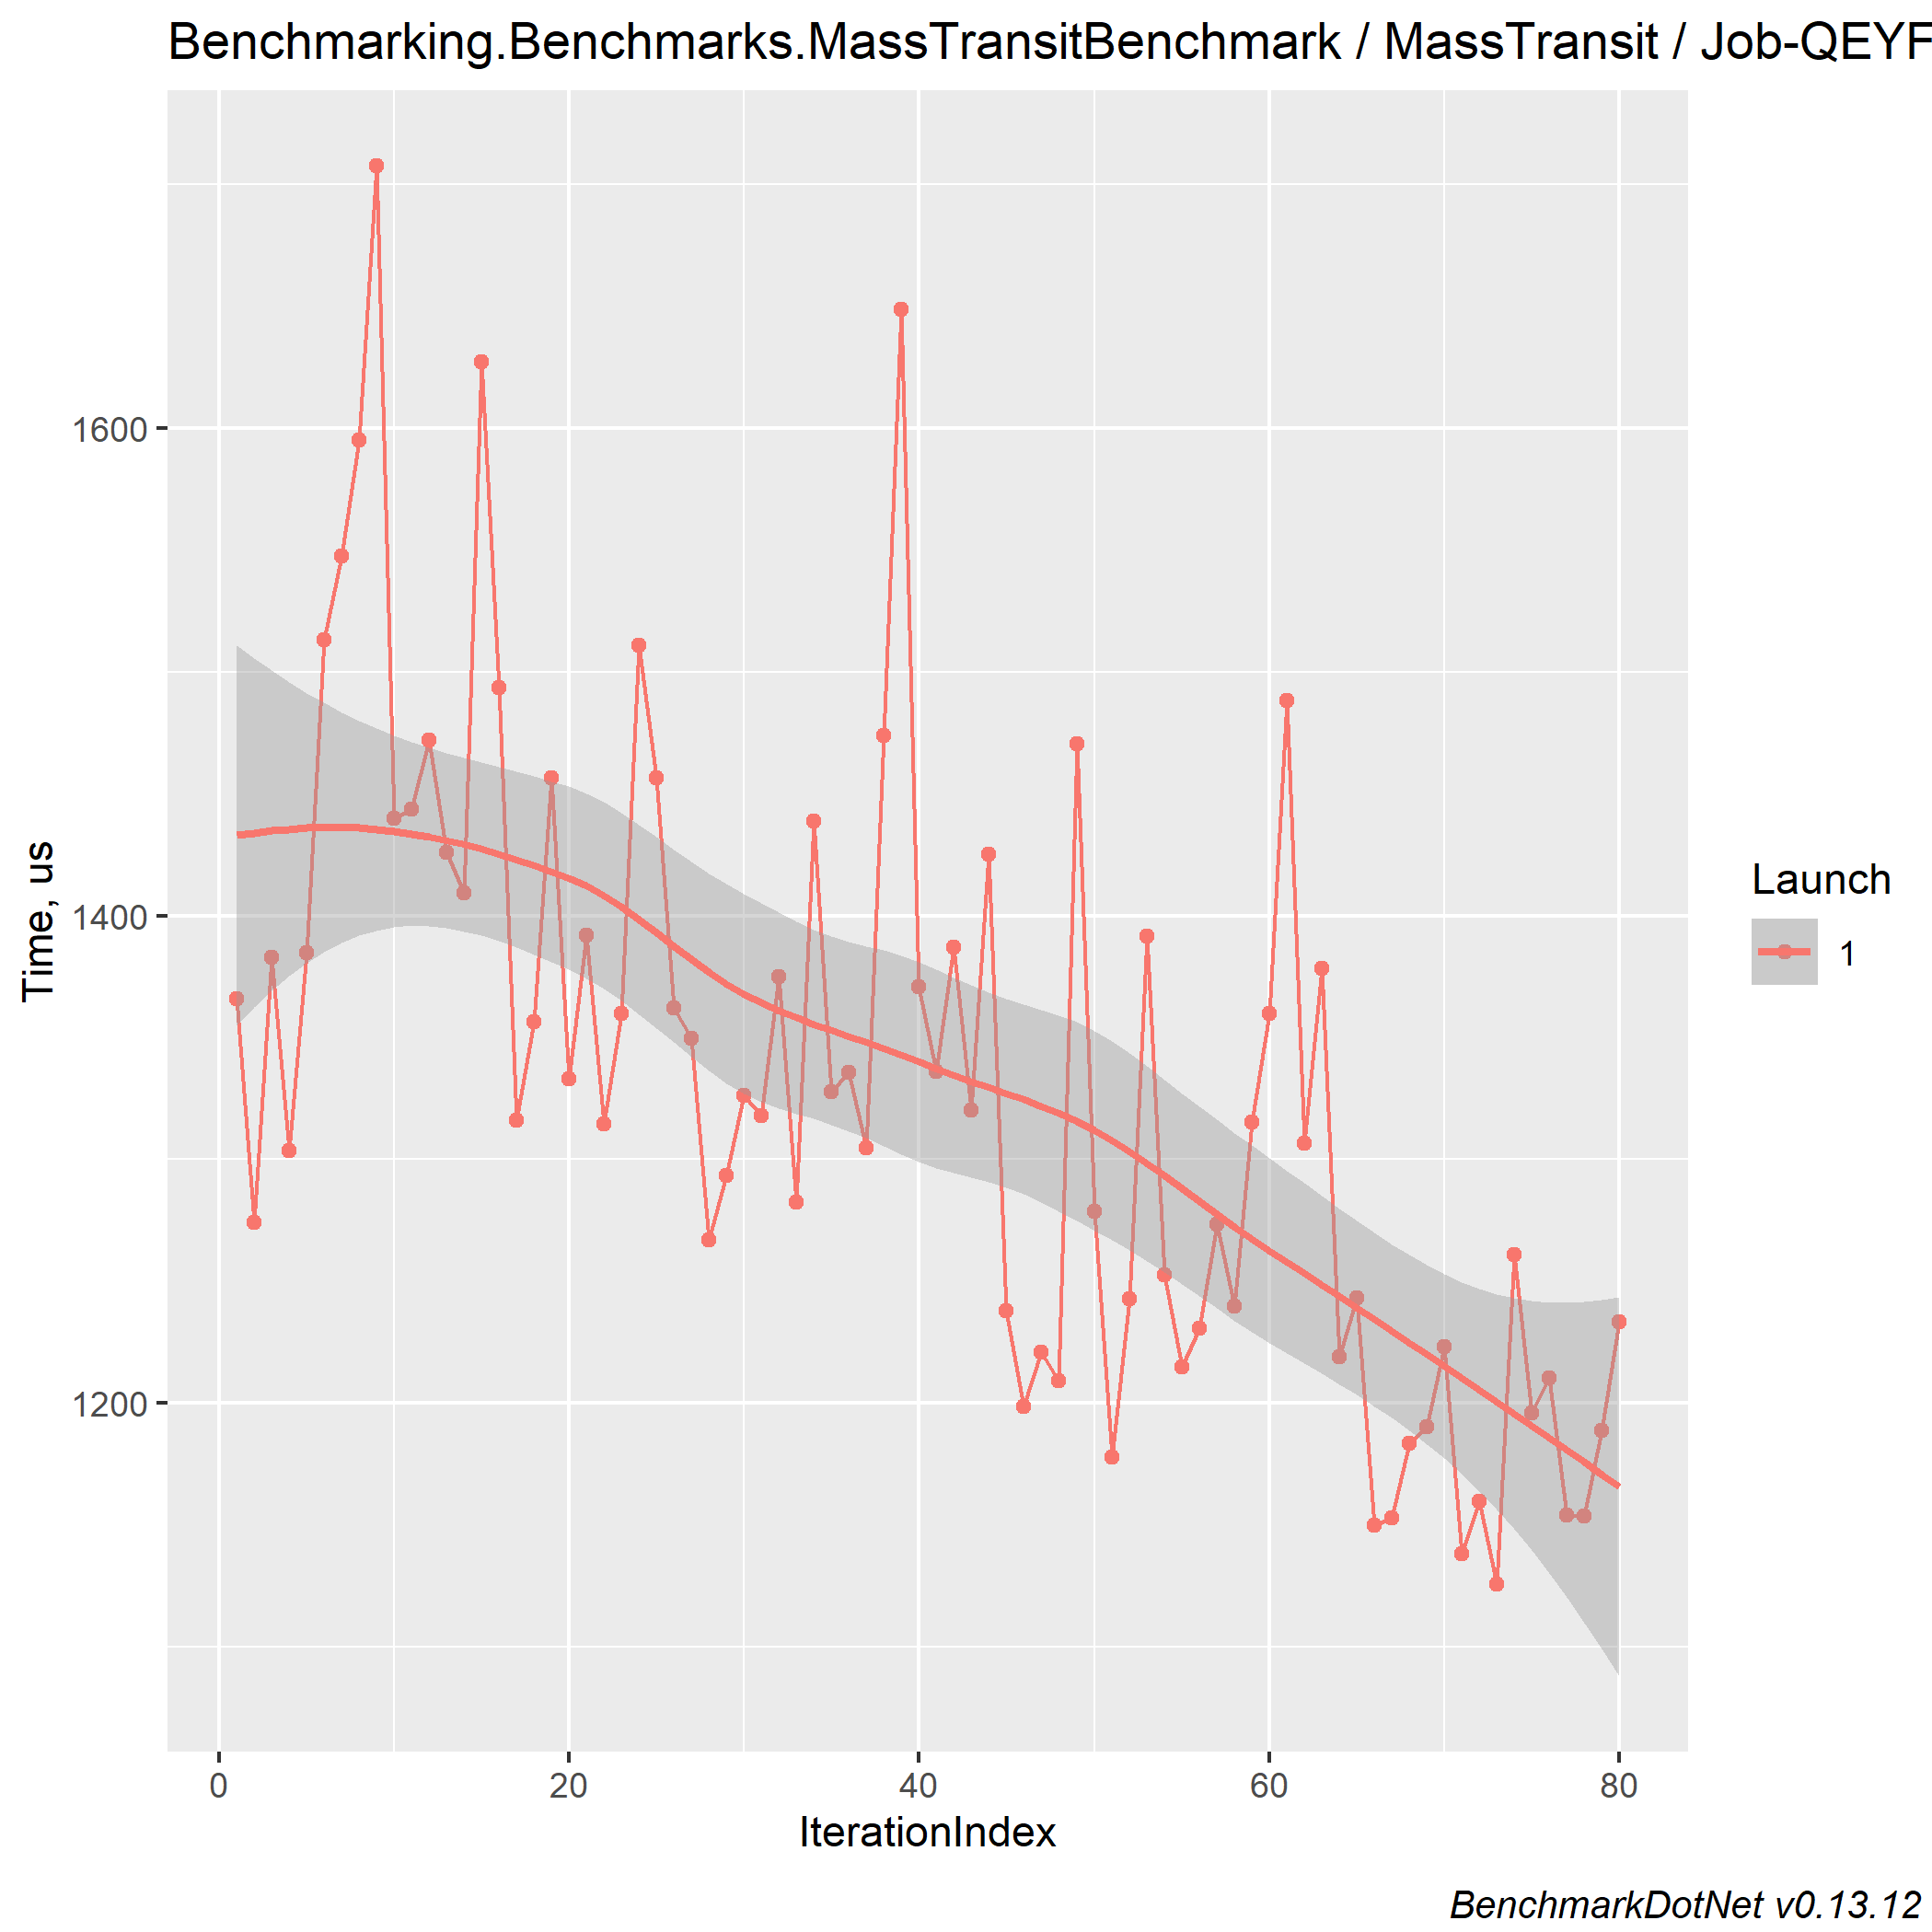 Benchmarking.Benchmarks.MassTransitBenchmark / MassTransit / Job-QEYF
Time, us
1600
1400
1200
0 20 40 60 80
IterationIndex
Launch
1
BenchmarkDotNet v0.13.12